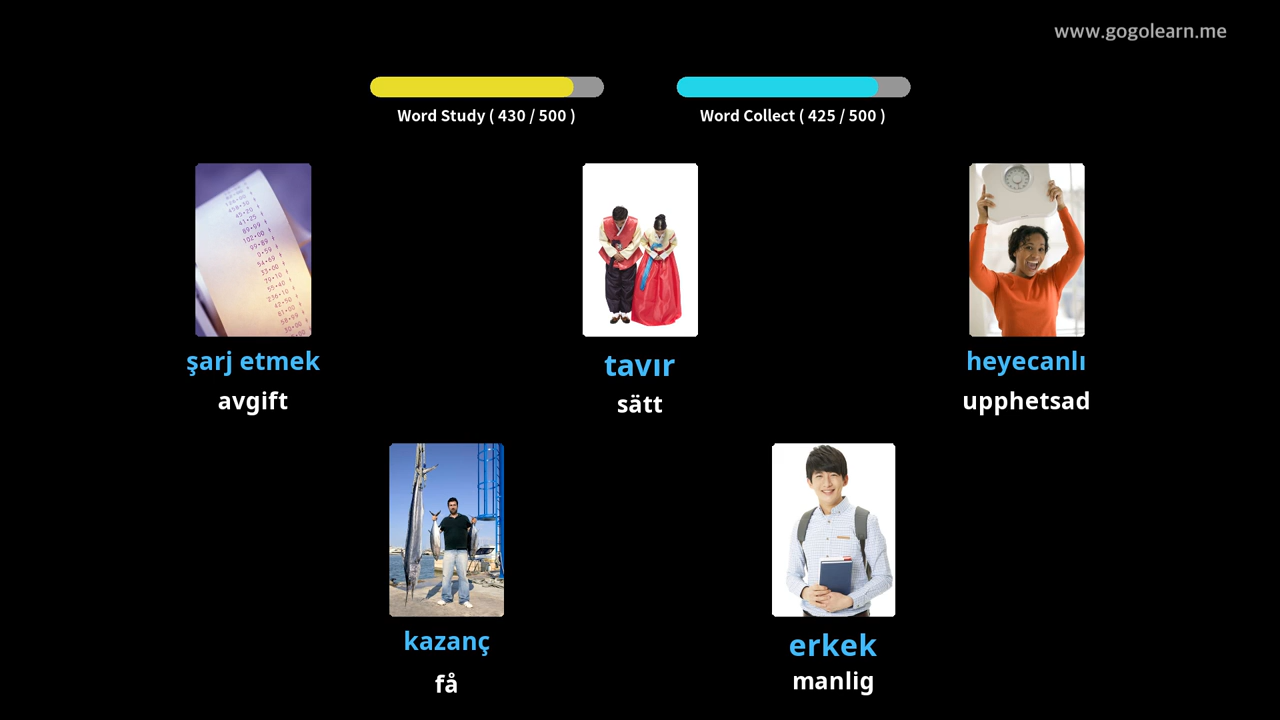 www.gogolearn.me
Word Study ( 430 / 500 )
Word Collect ( 425 / 500 )
şarj etmek
avgift
tavır
sätt
heyecanlı
upphetsad
kazanç
få
erkek
manlig